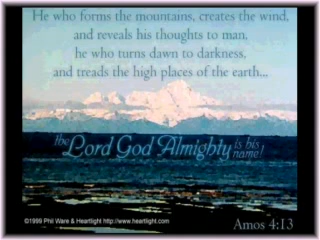 He who forms the mountains, creates the wind,
and reveals his thoughts to man,
he who turns dawn to darkness,
and treads the high places of the earth...
the Lord God Almighty is his name!
©1999 Phil Ware & Heartlight http://www.heartlight.com
Amos 4:13